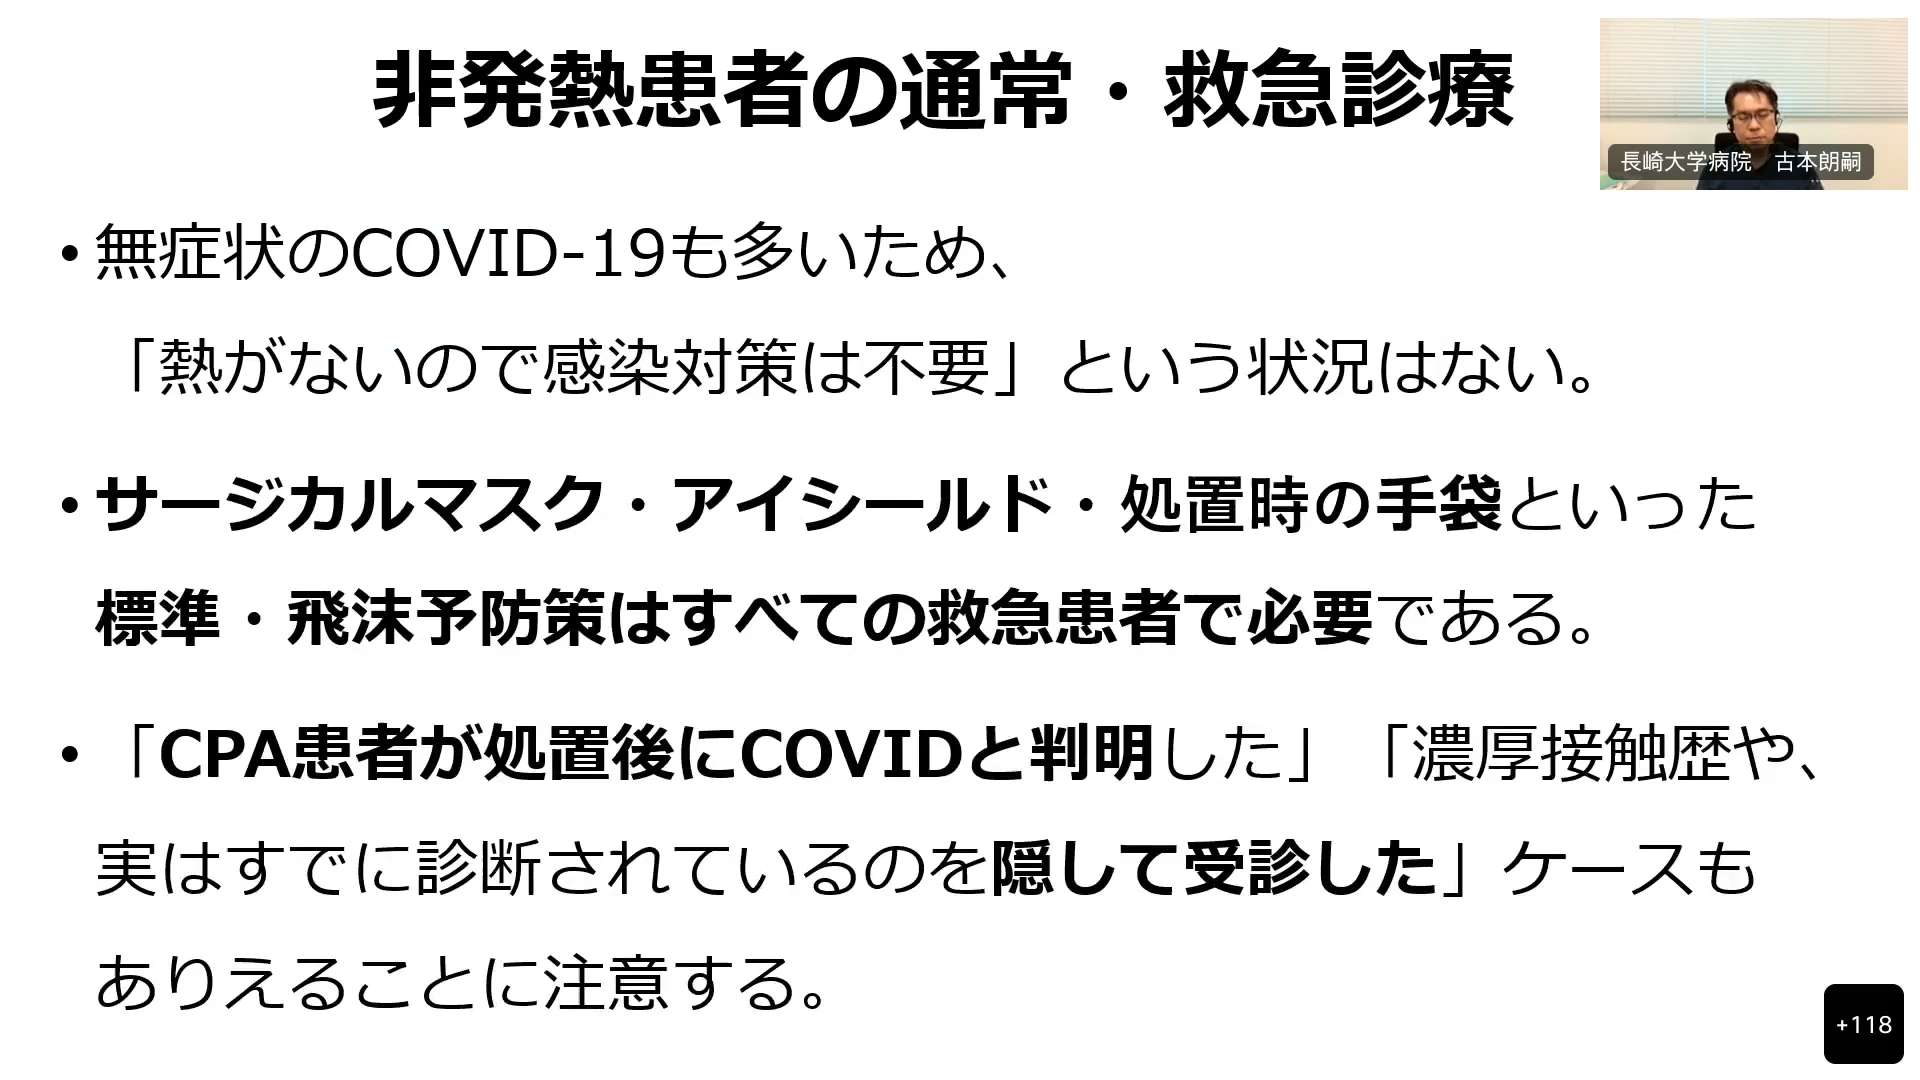 非発熱患者の通常・救急診療
長崎大学病院　古本朗嗣
• 無症状のCOVID-19も多いため、
「熱がないので感染対策は不要」という状況はない。
• サージカルマスク・アイシールド・処置時の手袋といった
標準・飛沫予防策はすべての救急患者で必要である。
• 「CPA患者が処置後にCOVIDと判明した」「濃厚接触歴や、
実はすでに診断されているのを隠して受診した」ケースも
ありえることに注意する。
+118